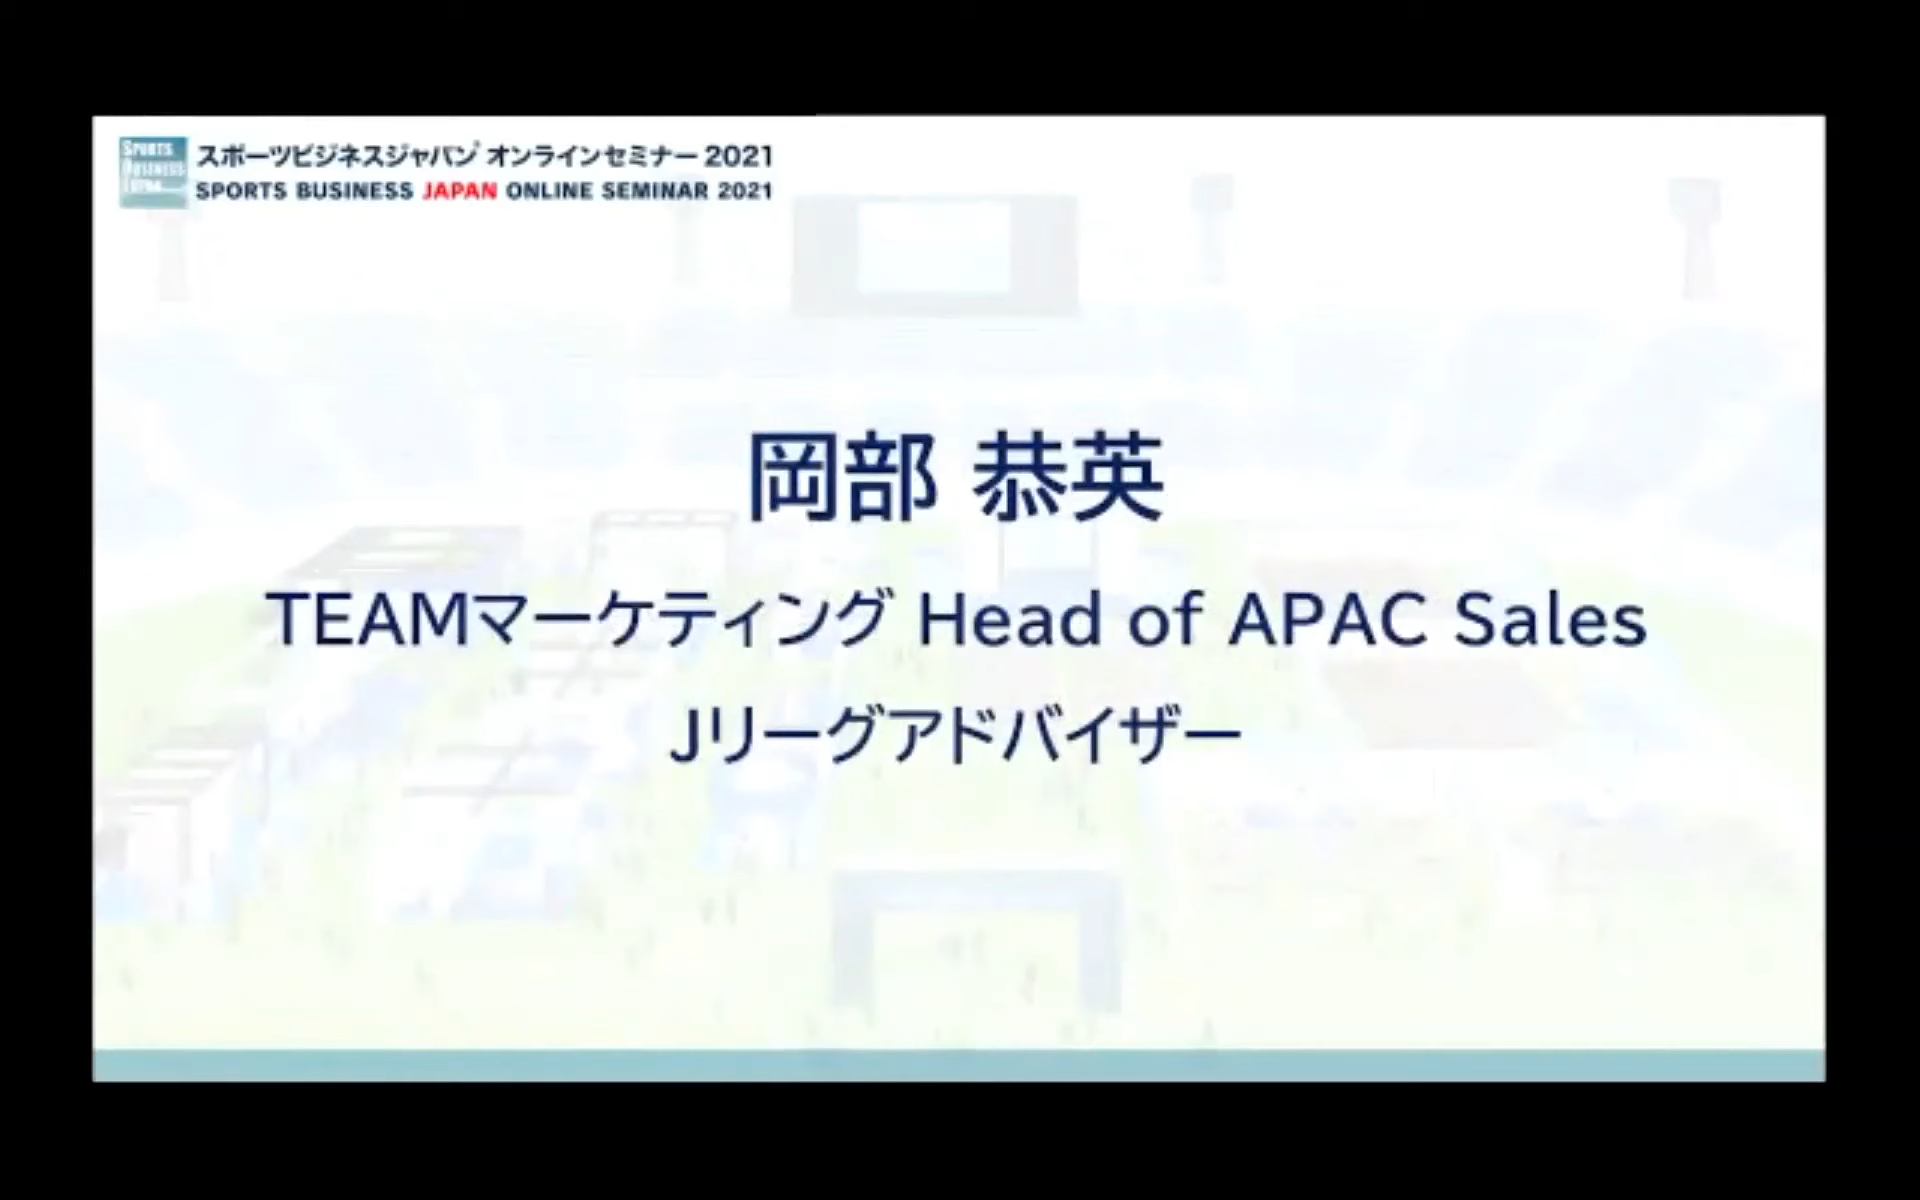 SPORTS
BUSINESS
スポーツビジネスジャパン オンラインセミナー 2021
SPORTS BUSINESS JAPAN ONLINE SEMINAR 2021
岡部 恭英
TEAMマーケティング Head of APAC Sales
Jリーグアドバイザー